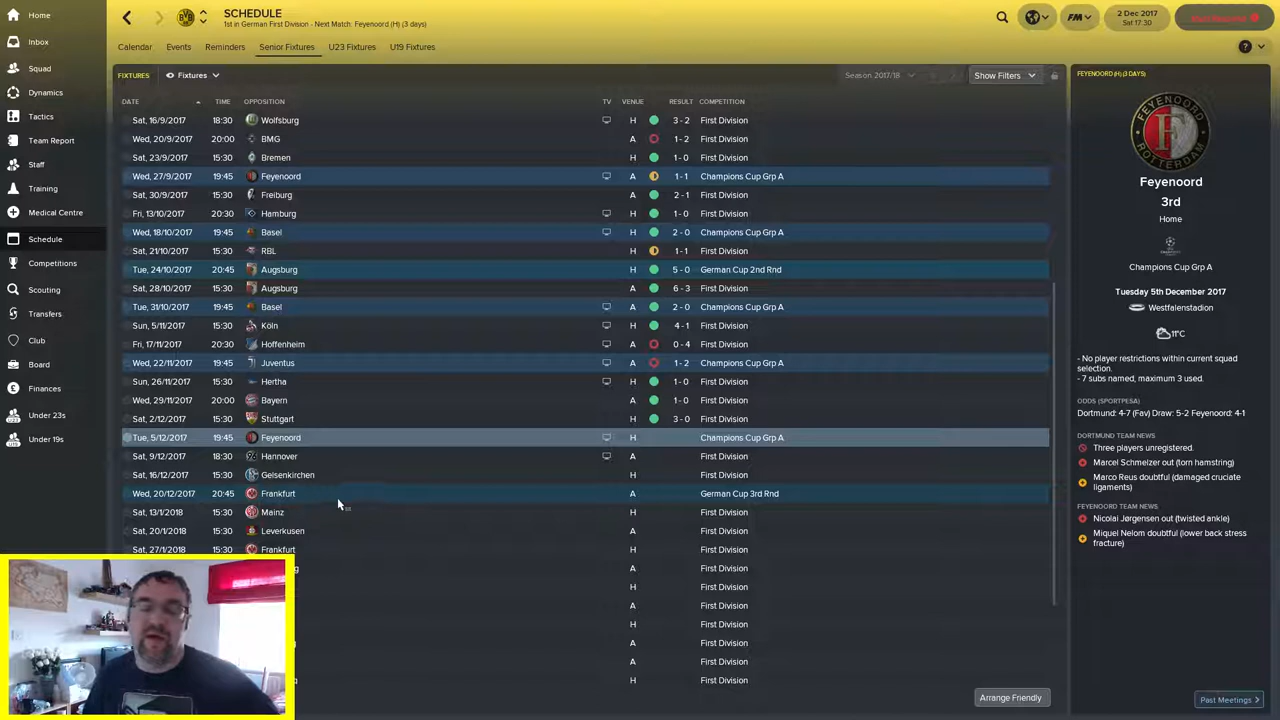 Home
SCHEDULE
1st in German First Division - Next Match: Feyenoord (H) (3 days)
FM
2 Dec 2017
Sat 17.30
Inbox
Squad
Dynamics
Tactics
Team Report
Staff
Training
Medical Centre
Schedule
Competitions
Scouting
Transfers
Club
Board
Finances
Under 23s
Under 19s
Calendar Events Reminders Senior Fixtures U23 Fixtures U19 Fixtures
?
FIXTURES Fixtures Season 2017/18 Show Filters
DATE TIME OPPOSITION TV VENUE RESULT COMPETITION
Sat, 16/9/2017 18:30 Wolfsburg H 3 - 2 First Division
Wed, 20/9/2017 20:00 BMG A 1-2 First Division
Sat, 23/9/2017 15:30 Bremen H 1-0 First Division
Wed, 27/9/2017 19:45 Feyenoord A 1-1 Champions Cup Grp A
Sat, 30/9/2017 15:30 Freiburg A 2-1 First Division
Fri, 13/10/2017 20:30 Hamburg H 1-0 First Division
Wed, 18/10/2017 19:45 Basel H 2-0 Champions Cup Grp A
Sat, 21/10/2017 15:30 RBL H 1-1 First Division
Tue, 24/10/2017 20:45 Augsburg H 5-0 German Cup 2nd Rnd
Sat, 28/10/2017 15:30 Augsburg A 6-3 First Division
Tue, 31/10/2017 19:45 Basel A 2-0 Champions Cup Grp A
Sun, 5/11/2017 15:30 Köln H 4-1 First Division
Fri, 17/11/2017 20:30 Hoffenheim A 0-4 First Division
Wed, 22/11/2017 19:45 Juventus A 1-2 Champions Cup Grp A
Sun, 26/11/2017 15:30 Hertha H 1-0 First Division
Wed, 29/11/2017 20:00 Bayern A 1-0 First Division
Sat, 2/12/2017 15:30 Stuttgart H 3-0 First Division
Tue, 5/12/2017 19:45 Feyenoord H Champions Cup Grp A
Sat, 9/12/2017 18:30 Hannover A First Division
Sat, 16/12/2017 15:30 Gelsenkirchen H First Division
Wed, 20/12/2017 20:45 Frankfurt A German Cup 3rd Rnd
Sat, 13/1/2018 15:30 Mainz A First Division
Sat, 20/1/2018 15:30 Leverkusen A First Division
Sat, 27/1/2018 15:30 Frankfurt H First Division
A First Division
H First Division
A First Division
H First Division
A First Division
A First Division
H First Division
Arrange Friendly
FEYENOORD (H) (3 DAYS)
FEYENOORD
ROTTERDAM
Feyenoord
3rd
Home
Champions Cup Grp A
Tuesday 5th December 2017
Westfalenstadion
11°C
- No player restrictions within current squad
selection.
- 7 subs named, maximum 3 used.
ODDS (SPORTPESA)
Dortmund: 4-7 (Fav) Draw: 5-2 Feyenoord: 4-1
DORTMUND TEAM NEWS
Three players unregistered.
Marcel Schmelzer out (torn hamstring)
Marco Reus doubtful (damaged cruciate
ligaments)
FEYENOORD TEAM NEWS
Nicolai Jørgensen out (twisted ankle)
Miquel Nelom doubtful (lower back stress
fracture)
Past Meetings >